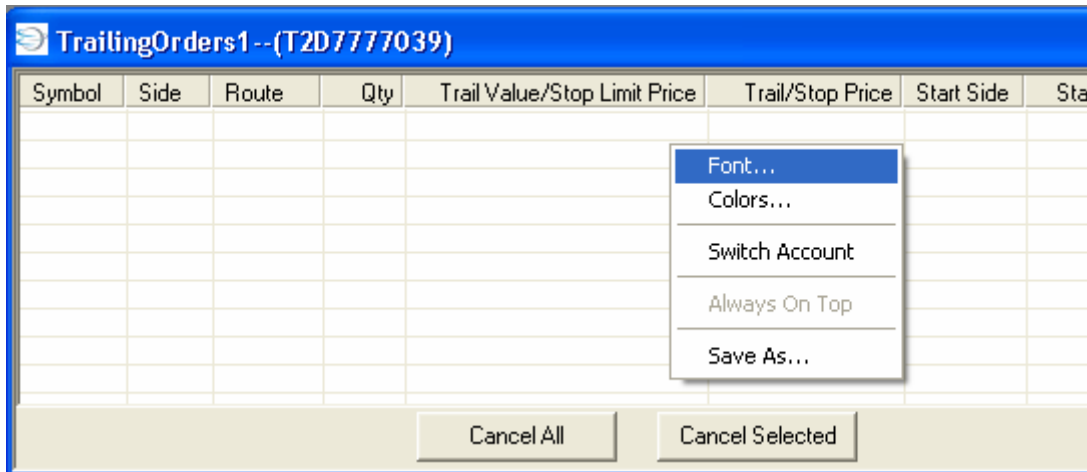 TrailingOrders1--(T2D7777039)
Symbol Side Route Qty Trail Value/Stop Limit Price Trail/Stop Price Start Side Sta
Font...
Colors...
Switch Account
Always On Top
Save As...
Cancel All Cancel Selected